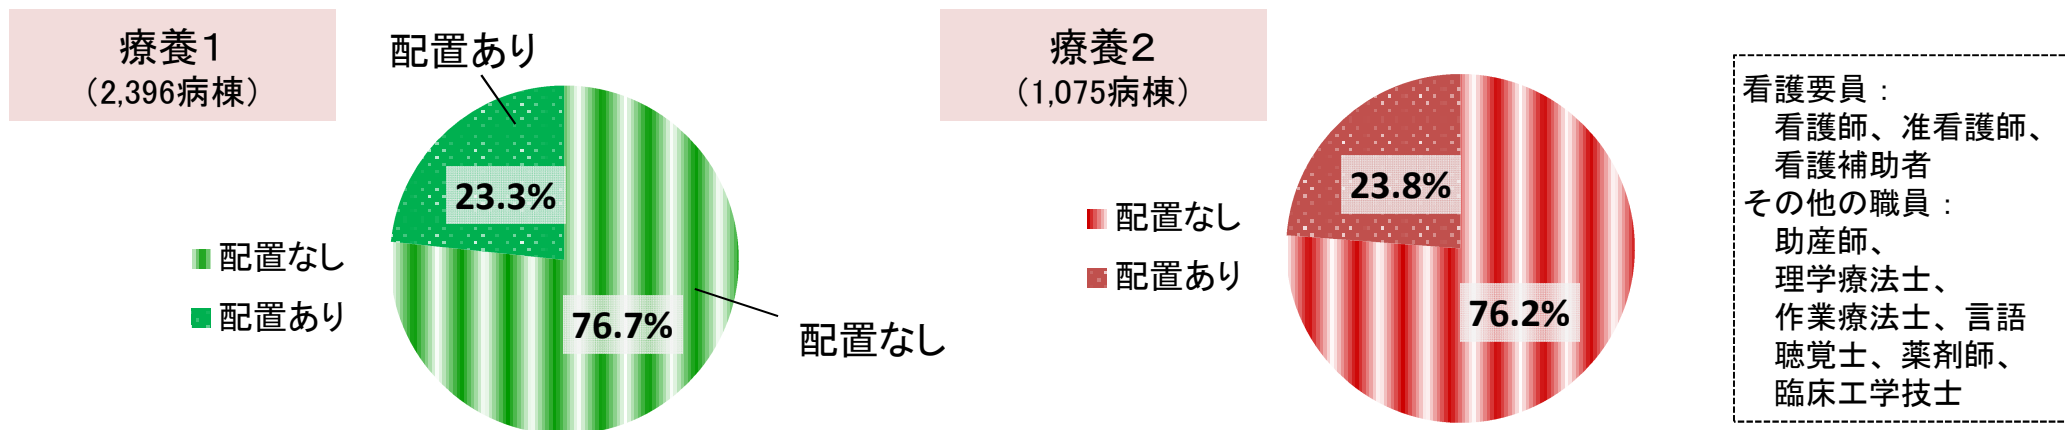 療養１
（2,396病棟）
配置あり
23.3%
76.7%
配置なし
配置あり
配置なし
療養２
（1,075病棟）
23.8%
76.2%
配置なし
配置あり
看護要員：
看護師、准看護師、
看護補助者
その他の職員：
助産師、
理学療法士、
作業療法士、言語
聴覚士、薬剤師、
臨床工学技士